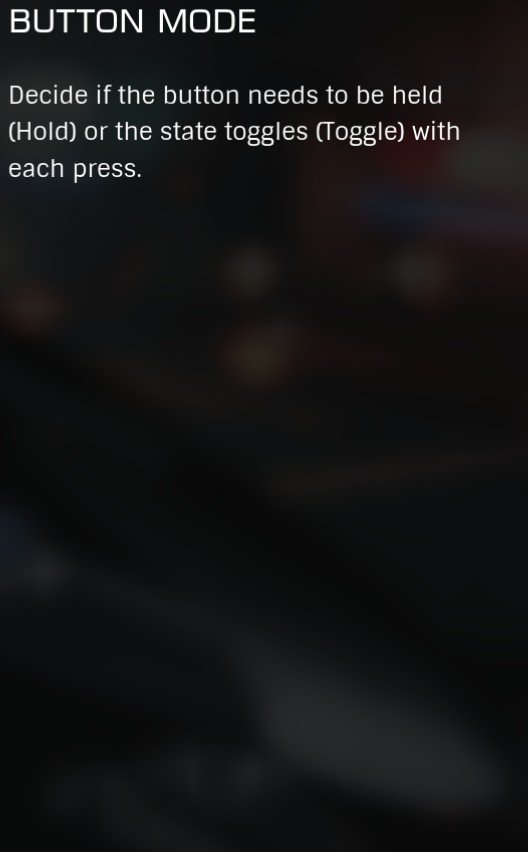 BUTTON MODE
Decide if the button needs to be held
(Hold) or the state toggles (Toggle) with
each press.